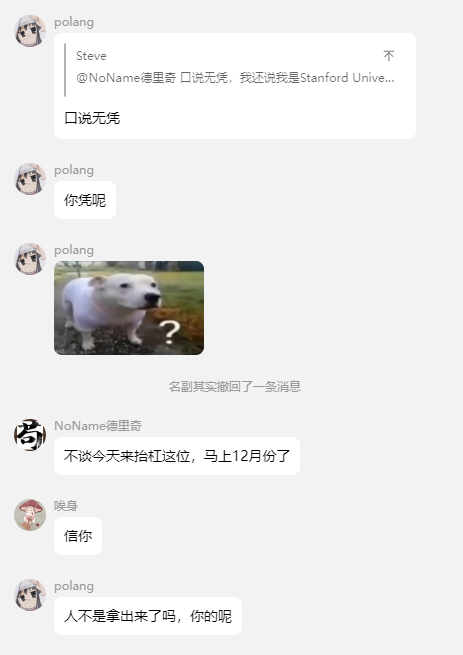 polang
Steve
@NoName德里奇 口说无凭，我还说我是Stanford Unive...
口说无凭
polang
你凭呢
polang
?
名副其实撤回了一条消息
NoName德里奇
不谈今天来抬杠这位，马上12月份了
唉身
信你
polang
人不是拿出来了吗，你的呢